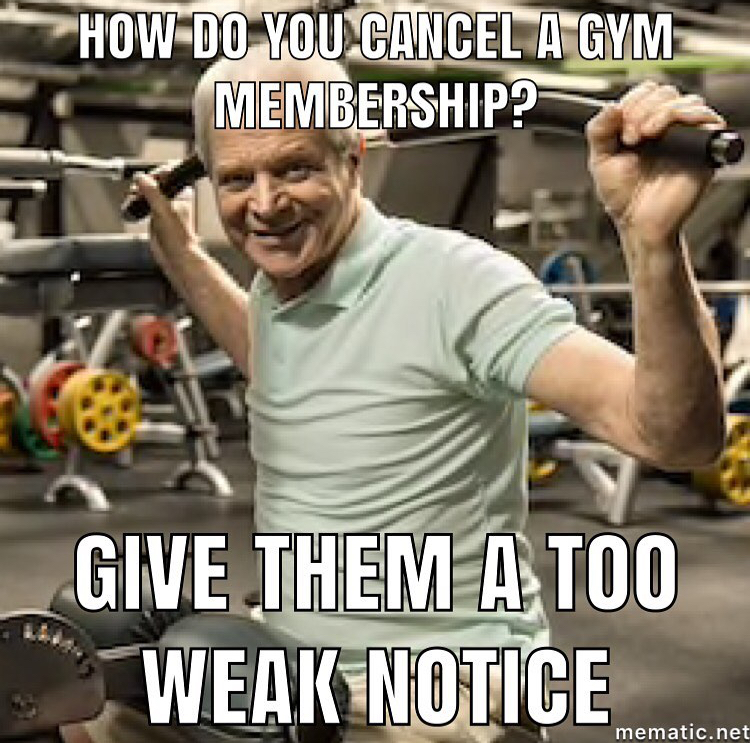 HOW DO YOU CANCEL A GYM
MEMBERSHIP?
GIVE THEM A TOO
WEAK NOTICE
mematic.net